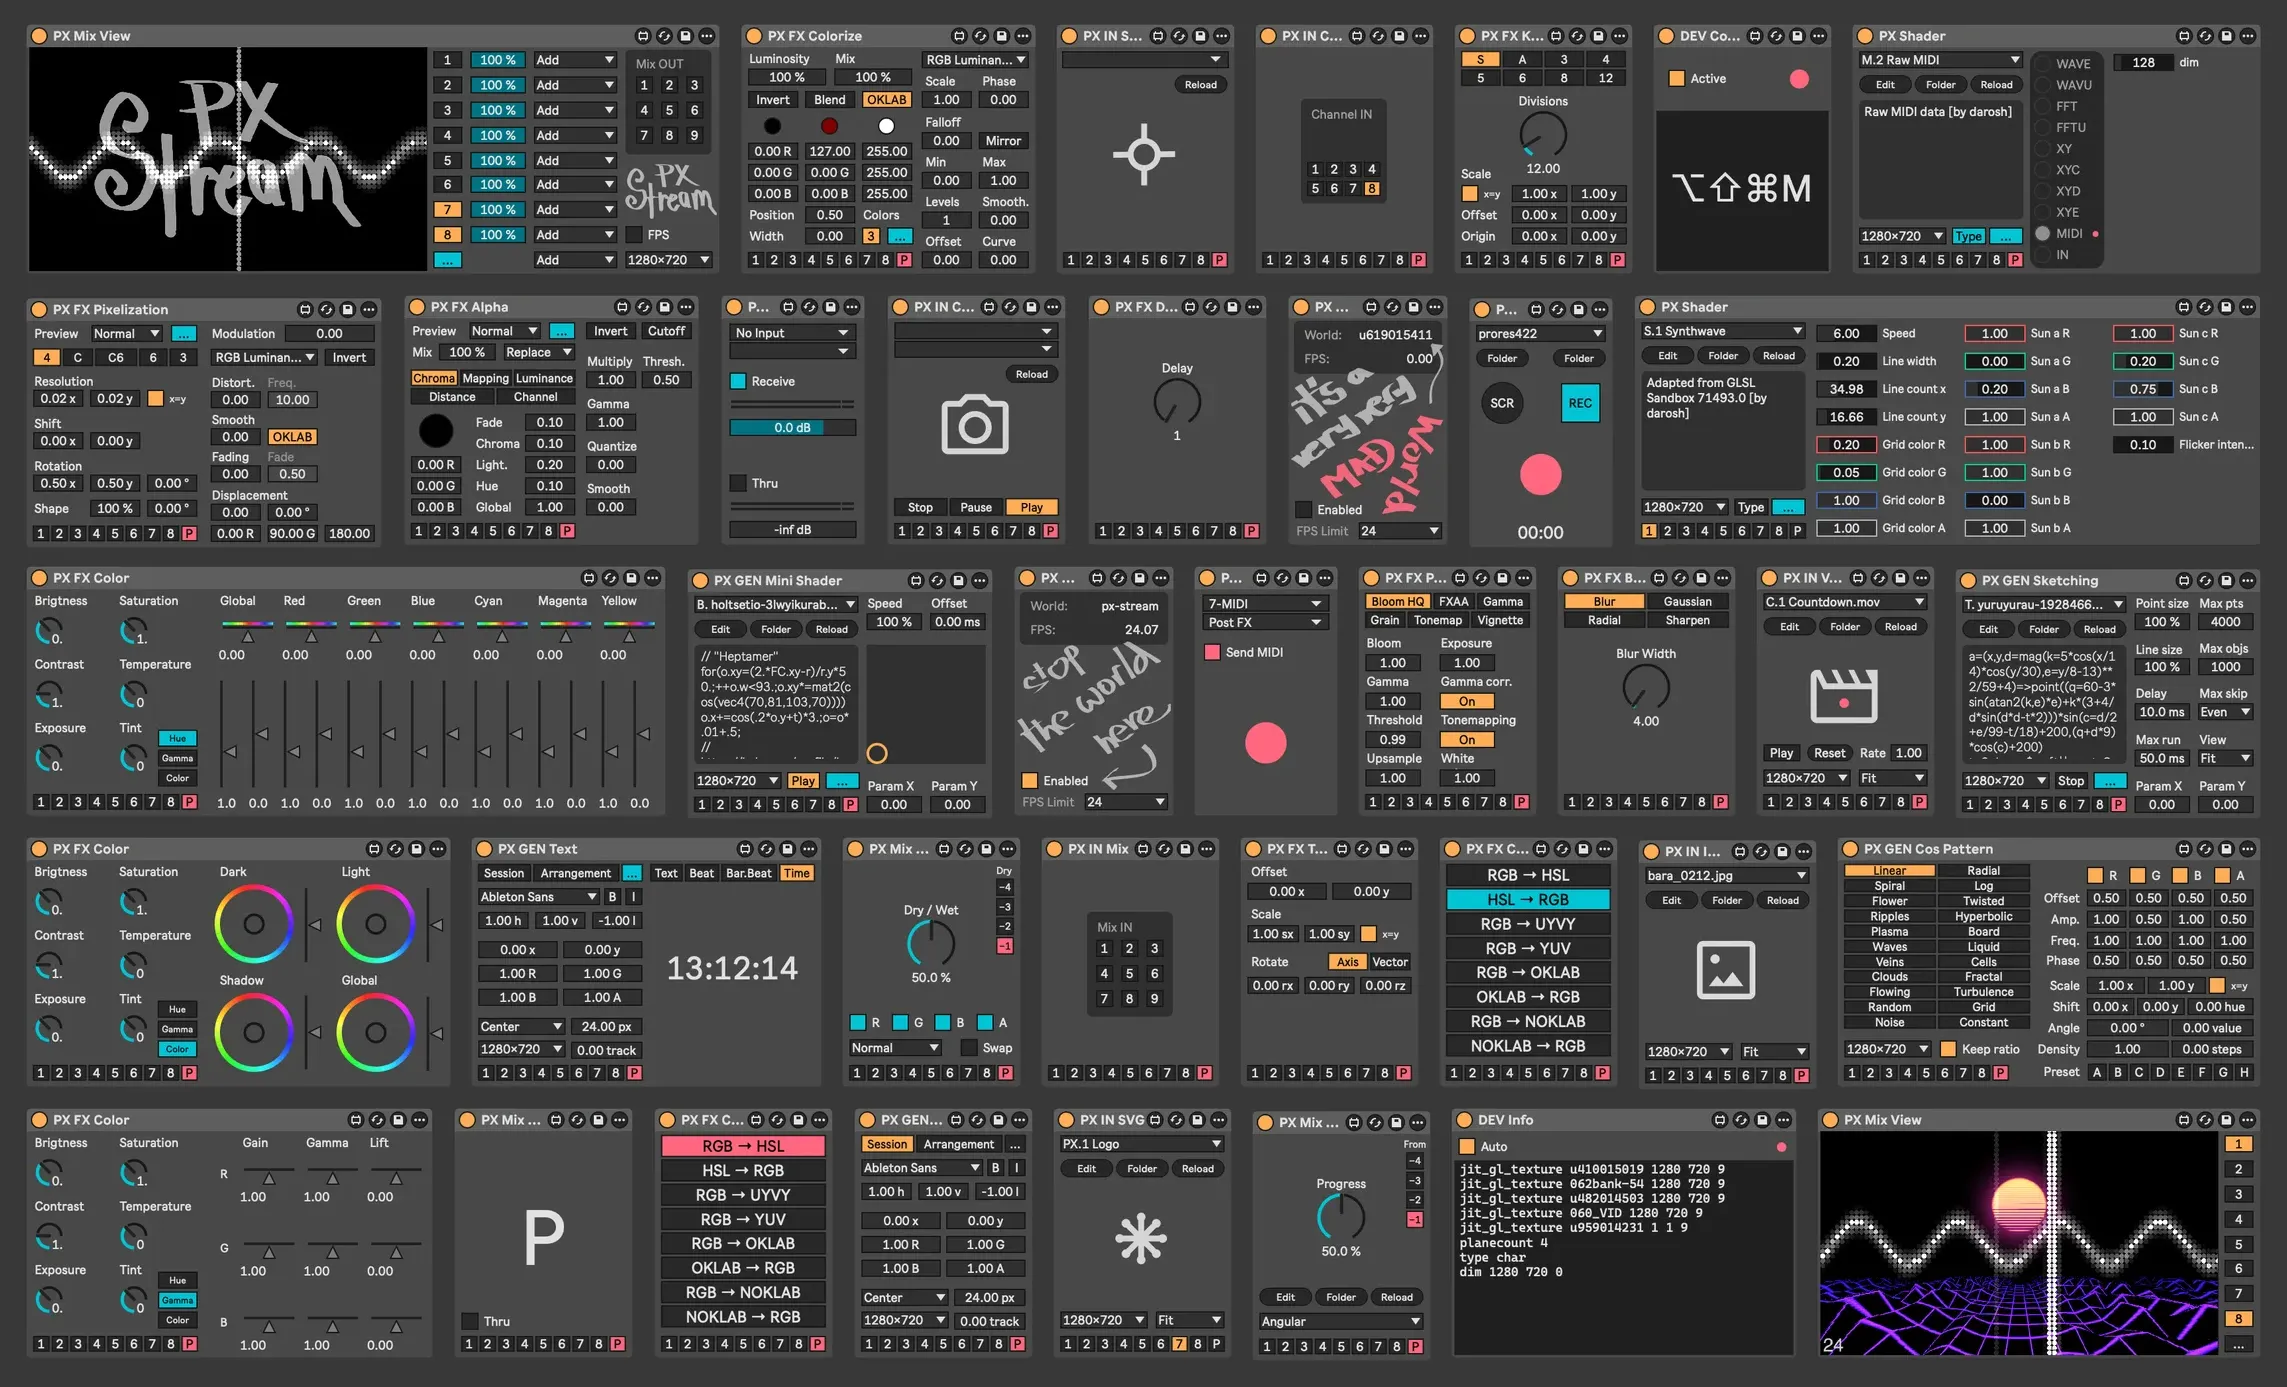 PX Mix View
PX
Stream
1 100 % Add
2 100 % Add
3 100 % Add
4 100 % Add
5 100 % Add
6 100 % Add
7 100 % Add
8 100 % Add
... Add
Mix OUT
1 2 3
4 5 6
7 8 9
PX
Stream
FPS
1280×720
PX FX Colorize
Luminosity Mix
100 % 100 %
Invert Blend OKLAB
0.00 R 127.00 255.00
0.00 G 0.00 G 255.00
0.00 B 0.00 B 255.00
Position 0.50 Colors
Width 0.00 3 ...
1 2 3 4 5 6 7 8 P
RGB Luminan...
Scale Phase
1.00 0.00
Falloff
0.00 Mirror
Min Max
0.00 1.00
Levels Smooth.
1 0.00
Offset Curve
0.00 0.00
PX IN S...
Reload
1 2 3 4 5 6 7 8 P
PX IN C...
Channel IN
1 2 3 4
5 6 7 8
1 2 3 4 5 6 7 8 P
PX FX K...
S A 3 4
5 6 8 12
Divisions
12.00
Scale
x=y 1.00 x 1.00 y
Offset 0.00 x 0.00 y
Origin 0.00 x 0.00 y
1 2 3 4 5 6 7 8 P
DEV Co...
Active
⌥⇧⌘M
PX Shader
M.2 Raw MIDI
Edit Folder Reload
Raw MIDI data [by darosh]
1280×720 Type ...
1 2 3 4 5 6 7 8 P
WAVE
WAVU
FFT
FFTU
XY
XYC
XYD
XYE
MIDI
IN
128 dim
PX FX Pixelization
Preview Normal ... Modulation 0.00
4 C C6 6 3 RGB Luminan... Invert
Resolution
0.02 x 0.02 y x=y
Shift
0.00 x 0.00 y
Rotation
0.50 x 0.50 y 0.00 °
Shape 100 % 0.00 °
1 2 3 4 5 6 7 8 P
Distort. Freq.
0.00 10.00
Smooth
0.00 OKLAB
Fading Fade
0.00 0.50
Displacement
0.00 0.00 °
0.00 R 90.00 G 180.00
PX FX Alpha
Preview Normal ... Invert Cutoff
Mix 100 % Replace
Chroma Mapping Luminance
Distance Channel
Fade 0.10
Chroma 0.10
0.00 R Light. 0.20
0.00 G Hue 0.10
0.00 B Global 1.00
1 2 3 4 5 6 7 8 P
Multiply Thresh.
1.00 0.50
Gamma
1.00
Quantize
0.00
Smooth
0.00
P...
No Input
Receive
0.0 dB
Thru
-inf dB
PX IN C...
Reload
Stop Pause Play
1 2 3 4 5 6 7 8 P
PX FX D...
Delay
1
1 2 3 4 5 6 7 8 P
PX ...
World: u619015411
FPS: 0.00
it's a
very very
MAD
World
Enabled
FPS Limit 24
P...
prores422
Folder Folder
SCR REC
00:00
PX Shader
S.1 Synthwave
Edit Folder Reload
Adapted from GLSL
Sandbox 71493.0 [by
darosh]
1280×720 Type ...
1 2 3 4 5 6 7 8 P
6.00 Speed 1.00 Sun a R 1.00 Sun c R
0.20 Line width 0.00 Sun a G 0.20 Sun c G
34.98 Line count x 0.20 Sun a B 0.75 Sun c B
16.66 Line count y 1.00 Sun a A 1.00 Sun c A
0.20 Grid color R 1.00 Sun b R 0.10 Flicker inten...
0.05 Grid color G 1.00 Sun b G
1.00 Grid color B 0.00 Sun b B
1.00 Grid color A 1.00 Sun b A
PX FX Color
Brigtness Saturation Global Red Green Blue Cyan Magenta Yellow
0. 1. 0.00 0.00 0.00 0.00 0.00 0.00 0.00
Contrast Temperature
1. 0
Exposure Tint
0. 0
Hue
Gamma
Color
1.0 0.0 1.0 0.0 1.0 0.0 1.0 0.0 1.0 0.0 1.0 0.0 1.0 0.0
1 2 3 4 5 6 7 8 P
PX GEN Mini Shader
B. holtsetio-3lwyikurab... Speed Offset
Edit Folder Reload 100 % 0.00 ms
// "Heptamer"
for(o.xy=(2.*FC.xy-r)/r.y*5
0.;++o.w<93.;o.xy*=mat2(c
os(vec4(70,81,103,70))))
o.x+=cos(.2*o.y+t)*3.;o=o*
.01+.5;
//
1280×720 Play ... Param X Param Y
1 2 3 4 5 6 7 8 P 0.00 0.00
PX ...
World: px-stream
FPS: 24.07
stop
the world
here
Enabled
FPS Limit 24
P...
7-MIDI
Post FX
Send MIDI
PX FX P...
Bloom HQ FXAA Gamma
Grain Tonemap Vignette
Bloom Exposure
1.00 1.00
Gamma Gamma corr.
1.00 On
Threshold Tonemapping
0.99 On
Upsample White
1.00 1.00
1 2 3 4 5 6 7 8 P
PX FX B...
Blur Gaussian
Radial Sharpen
Blur Width
4.00
1 2 3 4 5 6 7 8 P
PX IN V...
C.1 Countdown.mov
Edit Folder Reload
Play Reset Rate 1.00
1280×720 Fit
1 2 3 4 5 6 7 8 P
PX GEN Sketching
T. yuruyurau-1928466...
Edit Folder Reload
a=(x,y,d=mag(k=5*cos(x/1
4)*cos(y/30),e=y/8-13)**
2/59+4)=>point((q=60-3*
sin(atan2(k,e)*e)+k*(3+4/
d*sin(d*d-t*2)))*sin(c=d/2
+e/99-t/18)+200,(q+d*9)
*cos(c)+200)
1280×720 Stop ...
1 2 3 4 5 6 7 8 P
Point size Max pts
100 % 4000
Line size Max objs
100 % 1000
Delay Max skip
10.0 ms Even
Max run View
50.0 ms Fit
Param X Param Y
0.00 0.00
PX FX Color
Brigtness Saturation Dark Light
0. 1.
Contrast Temperature
1. 0
Shadow Global
Exposure Tint
0. 0
Hue
Gamma
Color
1 2 3 4 5 6 7 8 P
PX GEN Text
Session Arrangement ... Text Beat Bar.Beat Time
Ableton Sans B I
1.00 h 1.00 v -1.00 l
0.00 x 0.00 y
1.00 R 1.00 G
1.00 B 1.00 A
13:12:14
Center 24.00 px
1280×720 0.00 track
1 2 3 4 5 6 7 8 P
PX Mix ...
Dry
-4
-3
-2
-1
Dry / Wet
50.0 %
R G B A
Normal Swap
1 2 3 4 5 6 7 8 P
PX IN Mix
Mix IN
1 2 3
4 5 6
7 8 9
1 2 3 4 5 6 7 8 P
PX FX T...
Offset
0.00 x 0.00 y
Scale
1.00 sx 1.00 sy x=y
Rotate Axis Vector
0.00 rx 0.00 ry 0.00 rz
1 2 3 4 5 6 7 8 P
PX FX C...
RGB → HSL
HSL → RGB
RGB → UYVY
RGB → YUV
RGB → OKLAB
OKLAB → RGB
RGB → NOKLAB
NOKLAB → RGB
1 2 3 4 5 6 7 8 P
PX IN I...
bara_0212.jpg
Edit Folder Reload
1280×720 Fit
1 2 3 4 5 6 7 8 P
PX GEN Cos Pattern
Linear Radial
Spiral Log
Flower Twisted
Ripples Hyperbolic
Plasma Board
Waves Liquid
Veins Cells
Clouds Fractal
Flowing Turbulence
Random Grid
Noise Constant
1280×720 Keep ratio
1 2 3 4 5 6 7 8 P
R G B A
Offset 0.50 0.50 0.50 0.50
Amp. 1.00 0.50 1.00 0.50
Freq. 1.00 1.00 1.00 1.00
Phase 0.50 0.50 0.50 0.50
Scale 1.00 x 1.00 y x=y
Shift 0.00 x 0.00 y 0.00 hue
Angle 0.00 ° 0.00 value
Density 1.00 0.00 steps
Preset A B C D E F G H
PX FX Color
Brigtness Saturation Gain Gamma Lift
0. 1. R 1.00 1.00 0.00
Contrast Temperature
1. 0 G 1.00 1.00 0.00
Exposure Tint
0. 0 B 1.00 1.00 0.00
Hue
Gamma
Color
1 2 3 4 5 6 7 8 P
PX Mix ...
P
Thru
1 2 3 4 5 6 7 8 P
PX FX C...
RGB → HSL
HSL → RGB
RGB → UYVY
RGB → YUV
RGB → OKLAB
OKLAB → RGB
RGB → NOKLAB
NOKLAB → RGB
1 2 3 4 5 6 7 8 P
PX GEN...
Session Arrangement ...
Ableton Sans B I
1.00 h 1.00 v -1.00 l
0.00 x 0.00 y
1.00 R 1.00 G
1.00 B 1.00 A
Center 24.00 px
1280×720 0.00 track
1 2 3 4 5 6 7 8 P
PX IN SVG
PX.1 Logo
Edit Folder Reload
1280×720 Fit
1 2 3 4 5 6 7 8 P
PX Mix ...
From
-4
-3
-2
-1
Progress
50.0 %
Edit Folder Reload
Angular
1 2 3 4 5 6 7 8 P
DEV Info
Auto
jit_gl_texture u410015019 1280 720 9
jit_gl_texture 062bank-54 1280 720 9
jit_gl_texture u482014503 1280 720 9
jit_gl_texture 060_VID 1280 720 9
jit_gl_texture u959014231 1 1 9
planecount 4
type char
dim 1280 720 0
PX Mix View
24
1
2
3
4
5
6
7
8
...